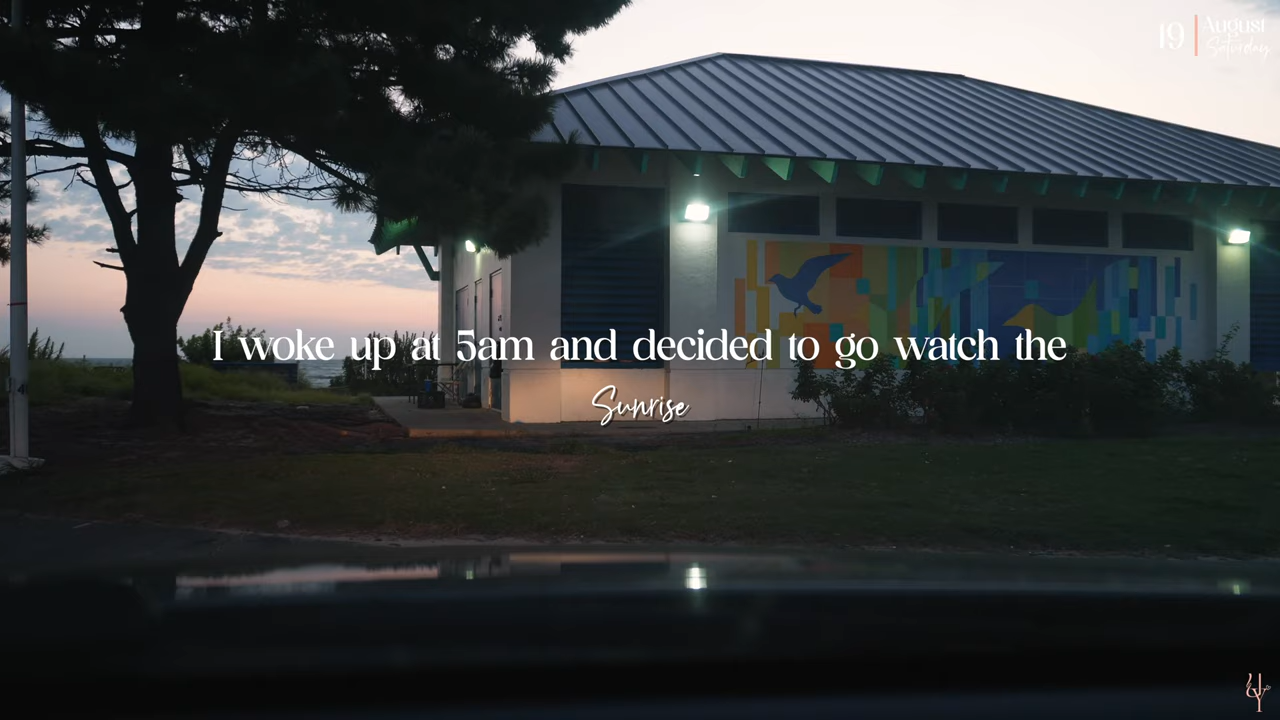 19 August
Saturday
I woke up at 5am and decided to go watch the
Sunrise